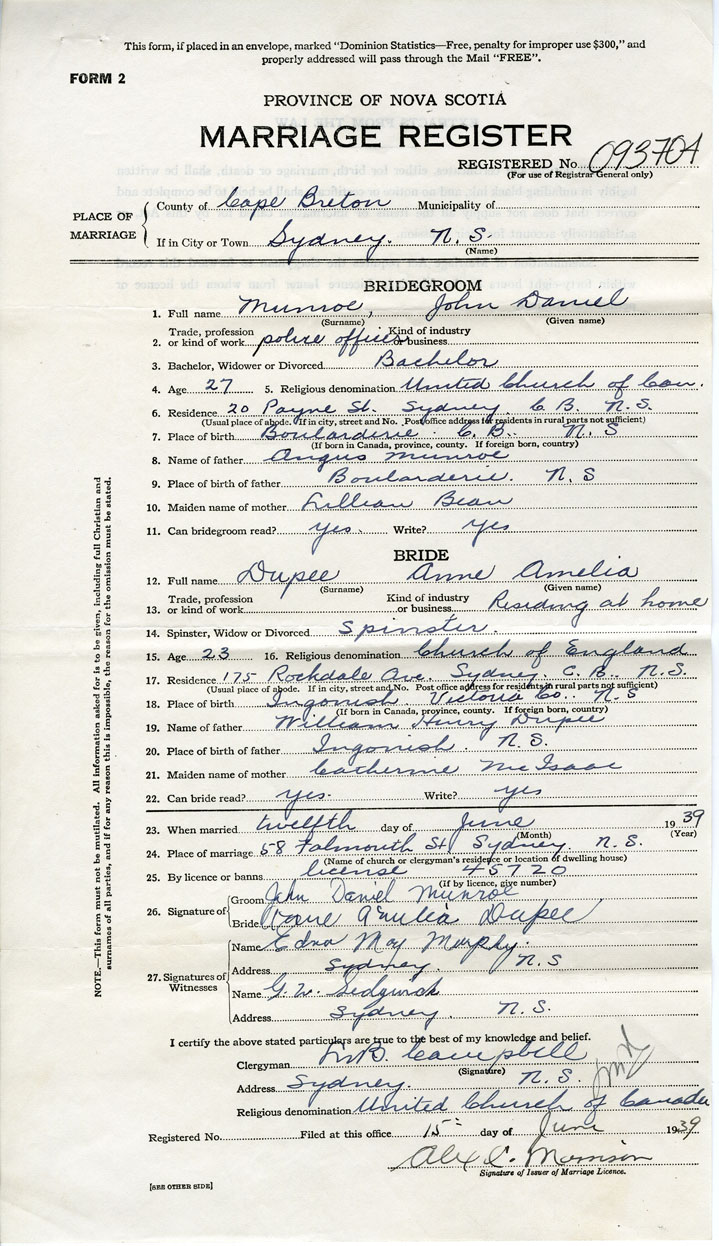 This form, if placed in an envelope, marked "Dominion Statistics—Free, penalty for improper use $300," and
properly addressed will pass through the Mail "FREE".
FORM 2
PROVINCE OF NOVA SCOTIA
MARRIAGE REGISTER
REGISTERED No. 093704
(For use of Registrar General only)
PLACE OF MARRIAGE
County of Cape Breton Municipality of
If in City or Town Sydney. N. S.
(Name)
BRIDEGROOM
1. Full name Munroe, John Daniel
(Surname) (Given name)
2. Trade, profession or kind of work police officer Kind of industry or business
3. Bachelor, Widower or Divorced Bachelor
4. Age 27 5. Religious denomination United Church of Can.
6. Residence 20 Payne St. Sydney. C. B. N. S.
(Usual place of abode. If in city, street and No. Post office address for residents in rural parts not sufficient)
7. Place of birth Boularderie C. B. N. S
(If born in Canada, province, county. If foreign born, country)
8. Name of father Angus Munroe
9. Place of birth of father Boularderie. N. S
10. Maiden name of mother Lillian Bean
11. Can bridegroom read? yes. Write? yes
BRIDE
12. Full name Dupee Anne Amelia
(Surname) (Given name)
13. Trade, profession or kind of work Kind of industry or business Residing at home
14. Spinster, Widow or Divorced Spinster.
15. Age 23 16. Religious denomination Church of England
17. Residence 175 Rockdale Ave. Sydney C. B. N. S.
(Usual place of abode. If in city, street and No. Post office address for residents in rural parts not sufficient)
18. Place of birth Ingonish. Victoria Co. N. S
(If born in Canada, province, county. If foreign born, country)
19. Name of father William Henry Dupee
20. Place of birth of father Ingonish. N. S.
21. Maiden name of mother Catherine McIsaac
22. Can bride read? yes. Write? yes
23. When married twelfth day of June 1939
(Month) (Year)
24. Place of marriage 58 Falmouth St. Sydney. N. S.
(Name of church or clergyman's residence or location of dwelling house)
25. By licence or banns license 45720
(If by licence, give number)
26. Signature of
Groom John Daniel Munroe
Bride Anne Amelia Dupee
27. Signatures of Witnesses
Name Edna May Murphy.
Address Sydney. N. S
Name G. W. Sedgwick
Address Sydney. N. S.
I certify the above stated particulars are true to the best of my knowledge and belief.
Clergyman Campbell
(Signature)
Address Sydney. N. S.
Religious denomination United Church of Canada
Registered No. Filed at this office 15 day of June 1939
Alex C. Morrison
Signature of Issuer of Marriage Licence.
[SEE OTHER SIDE]
NOTE.—This form must not be mutilated. All information asked for is to be given, including full Christian and
surnames of all parties, and if for any reason this is impossible, the reason for the omission must be stated.